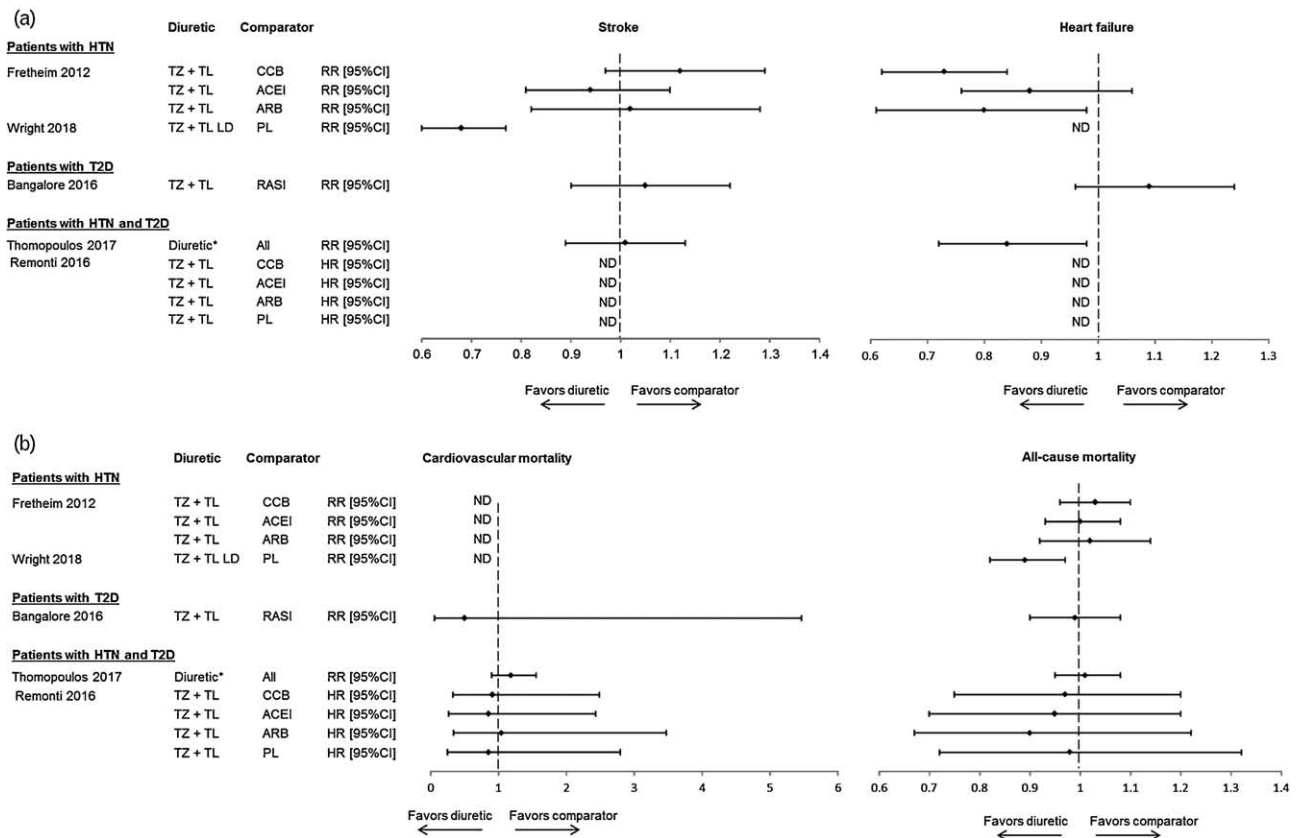 (a)
Diuretic Comparator Stroke Heart failure
Patients with HTN
Fretheim 2012 TZ + TL CCB RR [95%CI]
TZ + TL ACEI RR [95%CI]
TZ + TL ARB RR [95%CI]
Wright 2018 TZ + TL LD PL RR [95%CI] ND
Patients with T2D
Bangalore 2016 TZ + TL RASI RR [95%CI]
Patients with HTN and T2D
Thomopoulos 2017 Diuretic* All RR [95%CI]
Remonti 2016 TZ + TL CCB HR [95%CI] ND ND
TZ + TL ACEI HR [95%CI] ND ND
TZ + TL ARB HR [95%CI] ND ND
TZ + TL PL HR [95%CI] ND ND
0.6 0.7 0.8 0.9 1 1.1 1.2 1.3 1.4 0.6 0.7 0.8 0.9 1 1.1 1.2 1.3
Favors diuretic Favors comparator Favors diuretic Favors comparator
(b)
Diuretic Comparator Cardiovascular mortality All-cause mortality
Patients with HTN
Fretheim 2012 TZ + TL CCB RR [95%CI] ND
TZ + TL ACEI RR [95%CI] ND
TZ + TL ARB RR [95%CI] ND
Wright 2018 TZ + TL LD PL RR [95%CI] ND
Patients with T2D
Bangalore 2016 TZ + TL RASI RR [95%CI]
Patients with HTN and T2D
Thomopoulos 2017 Diuretic* All RR [95%CI]
Remonti 2016 TZ + TL CCB HR [95%CI]
TZ + TL ACEI HR [95%CI]
TZ + TL ARB HR [95%CI]
TZ + TL PL HR [95%CI]
0 1 2 3 4 5 6 0.6 0.7 0.8 0.9 1 1.1 1.2 1.3 1.4
Favors diuretic Favors comparator Favors diuretic Favors comparator